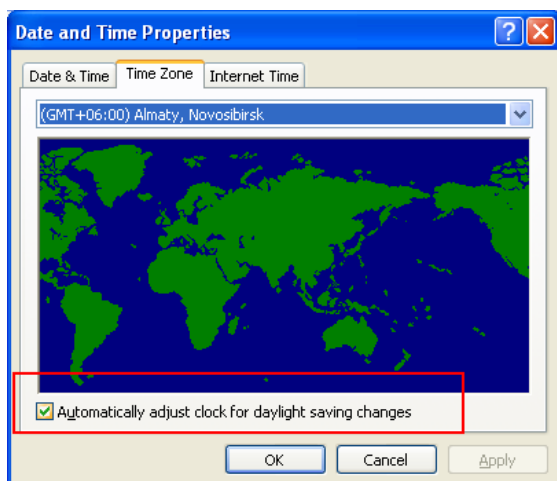 Date and Time Properties
Date & Time Time Zone Internet Time
(GMT+06:00) Almaty, Novosibirsk
Automatically adjust clock for daylight saving changes
OK Cancel Apply